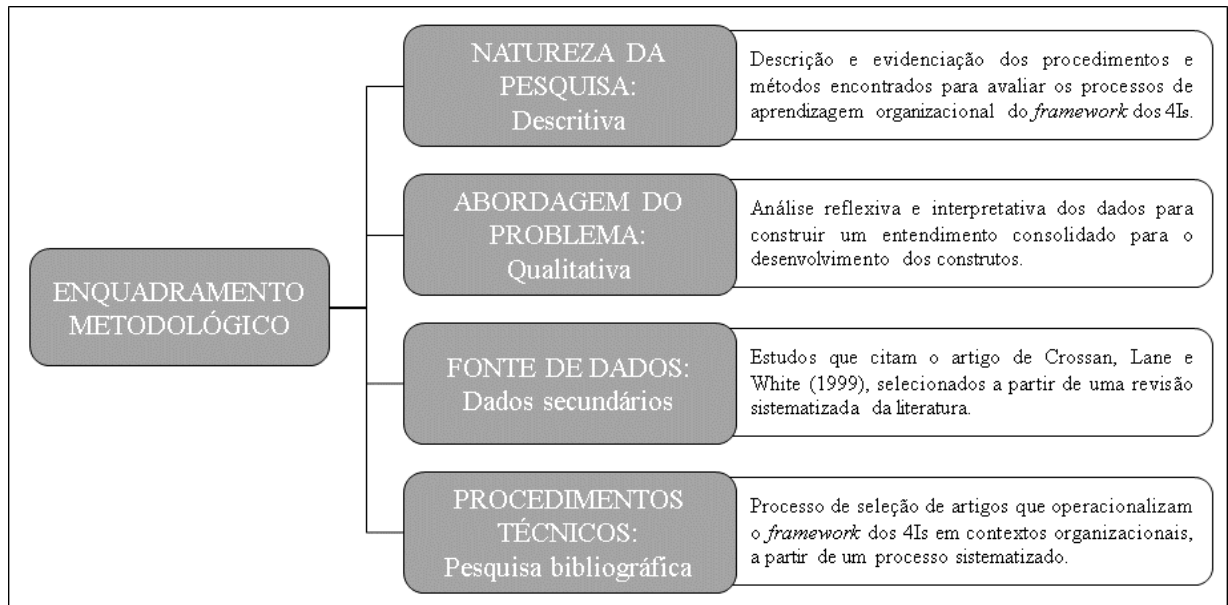 ENQUADRAMENTO
METODOLÓGICO
NATUREZA DA
PESQUISA:
Descritiva
Descrição e evidenciação dos procedimentos e
métodos encontrados para avaliar os processos de
aprendizagem organizacional do framework dos 4Is.
ABORDAGEM DO
PROBLEMA:
Qualitativa
Análise reflexiva e interpretativa dos dados para
construir um entendimento consolidado para o
desenvolvimento dos construtos.
FONTE DE DADOS:
Dados secundários
Estudos que citam o artigo de Crossan, Lane e
White (1999), selecionados a partir de uma revisão
sistematizada da literatura.
PROCEDIMENTOS
TÉCNICOS:
Pesquisa bibliográfica
Processo de seleção de artigos que operacionalizam
o framework dos 4Is em contextos organizacionais,
a partir de um processo sistematizado.